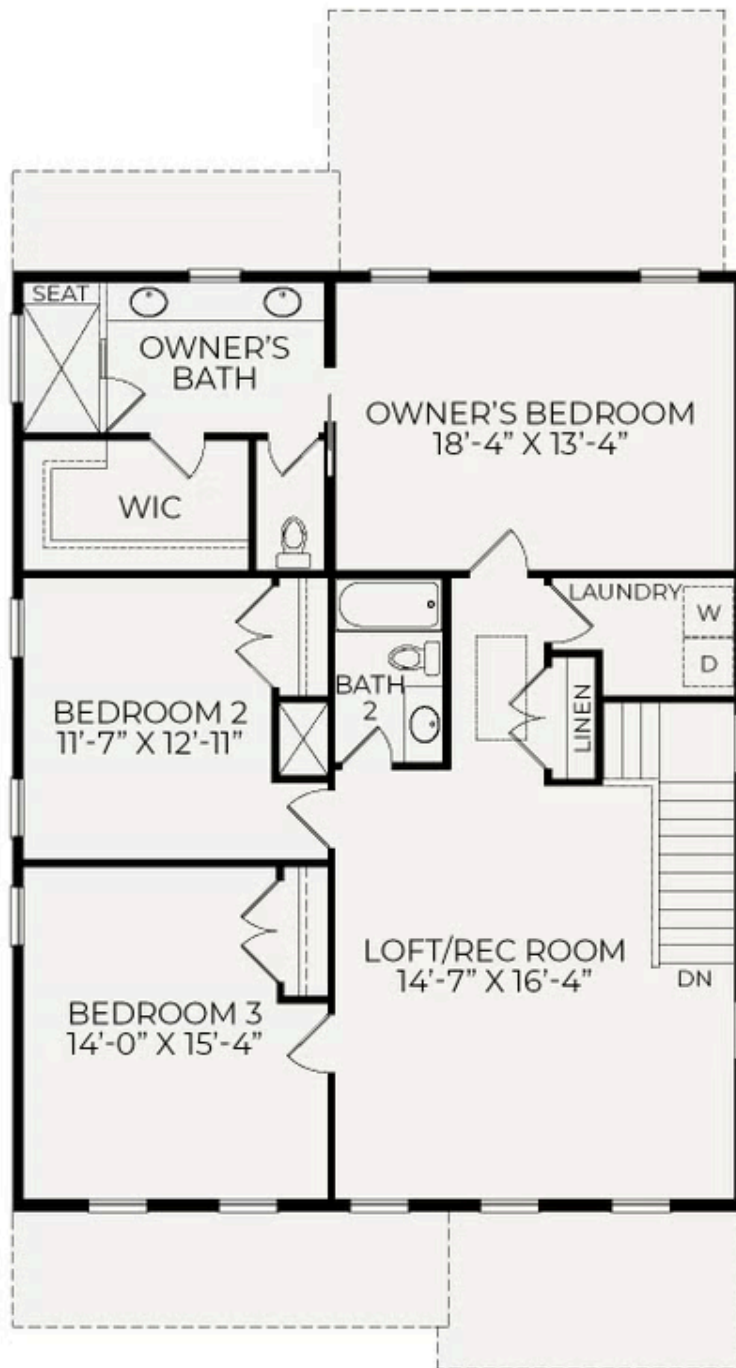 SEAT
OWNER'S
BATH
OWNER'S BEDROOM
18'-4” X 13'-4”
WIC
LAUNDRY
W
D
BATH
2
LINEN
BEDROOM 2
11'-7” X 12'-11”
LOFT/REC ROOM
14'-7” X 16'-4”
DN
BEDROOM 3
14'-0” X 15'-4”